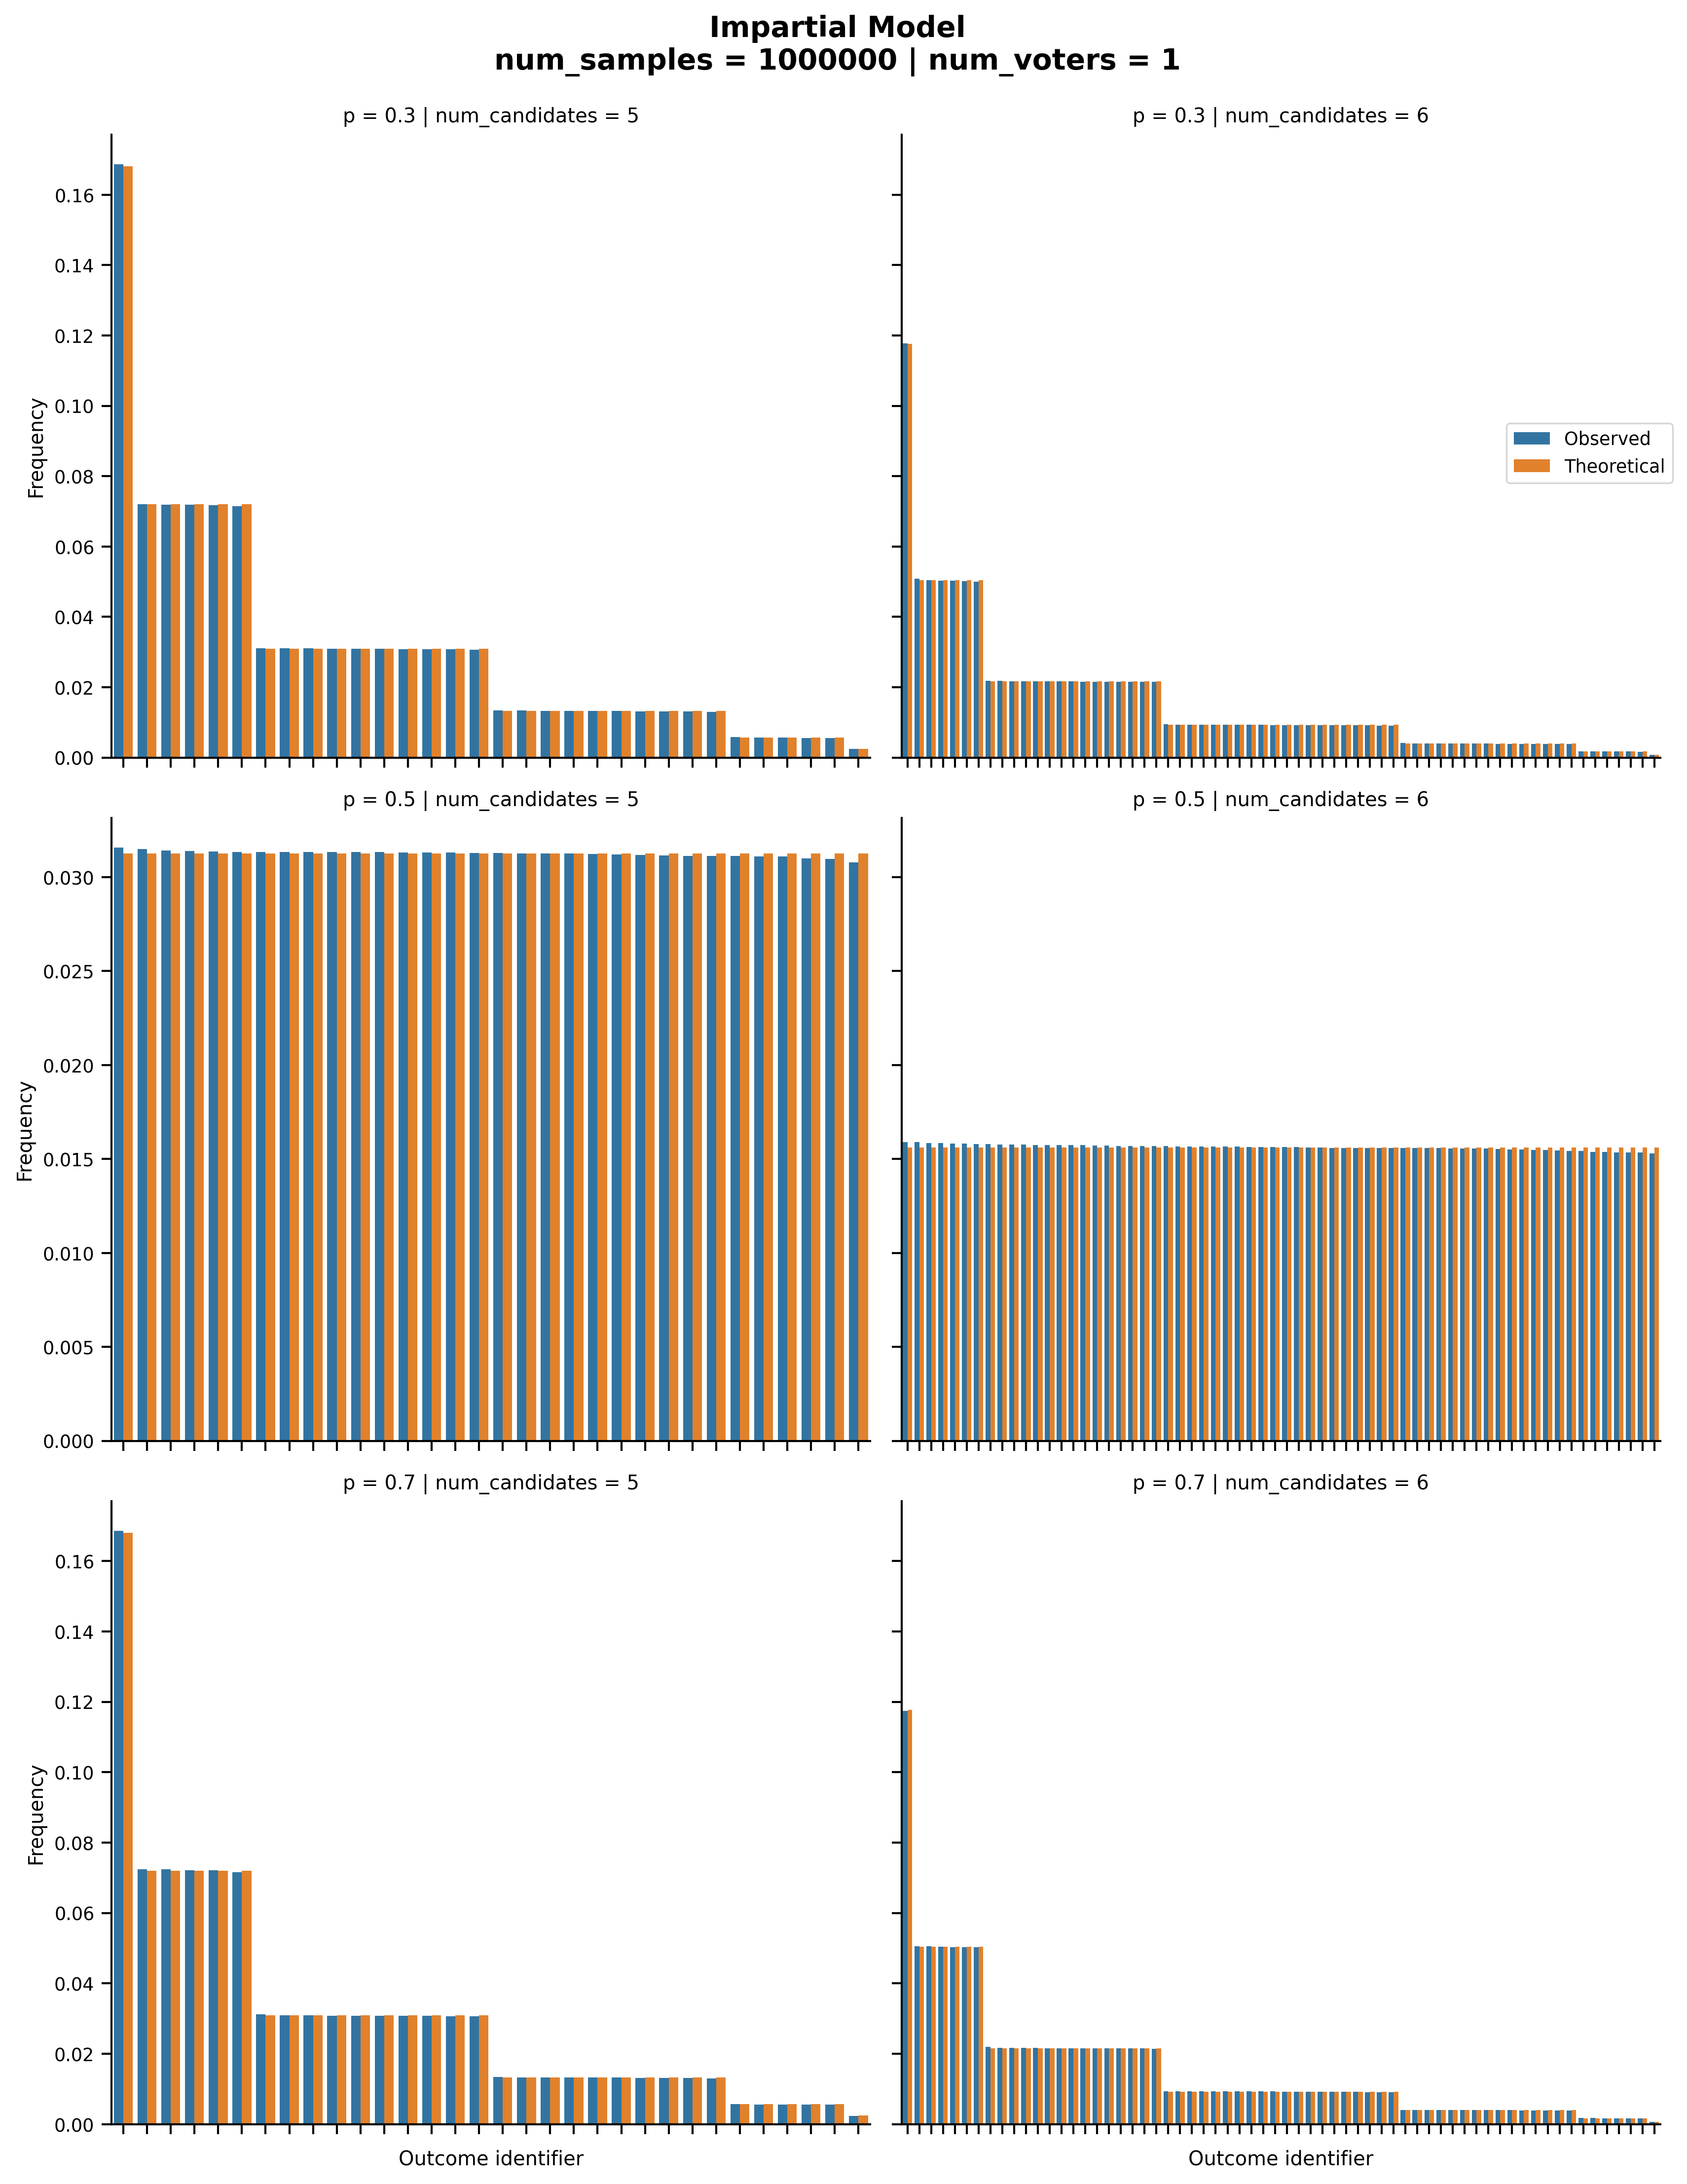 Impartial Model
num_samples = 1000000 | num_voters = 1
p = 0.3 | num_candidates = 5
0.16
0.14
0.12
0.10
0.08
0.06
0.04
0.02
0.00
Frequency
p = 0.3 | num_candidates = 6
Observed
Theoretical
p = 0.5 | num_candidates = 5
0.030
0.025
0.020
0.015
0.010
0.005
0.000
Frequency
p = 0.5 | num_candidates = 6
p = 0.7 | num_candidates = 5
0.16
0.14
0.12
0.10
0.08
0.06
0.04
0.02
0.00
Frequency
Outcome identifier
p = 0.7 | num_candidates = 6
Outcome identifier